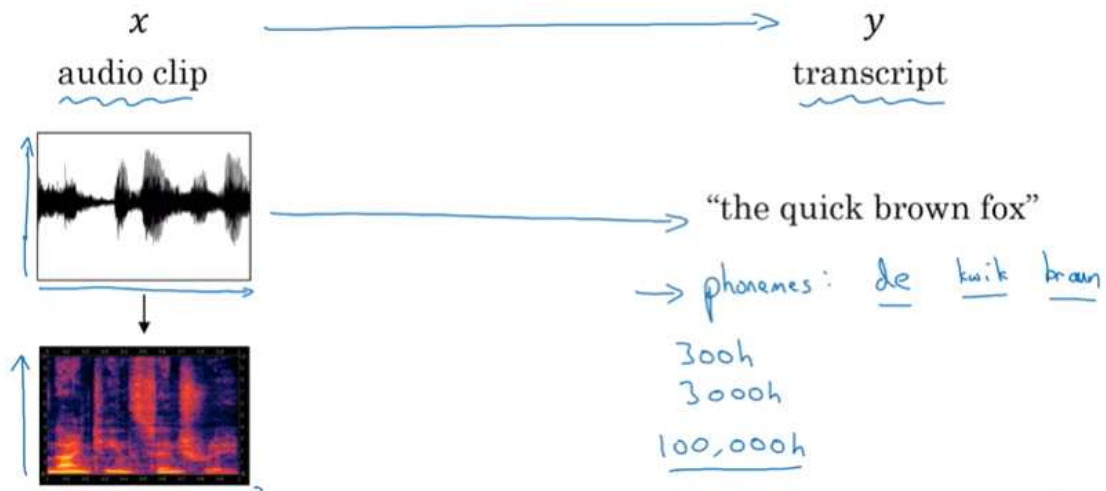 x y
audio clip transcript
“the quick brown fox”
phonemes: de kwik braun
300h
3000h
100,000h